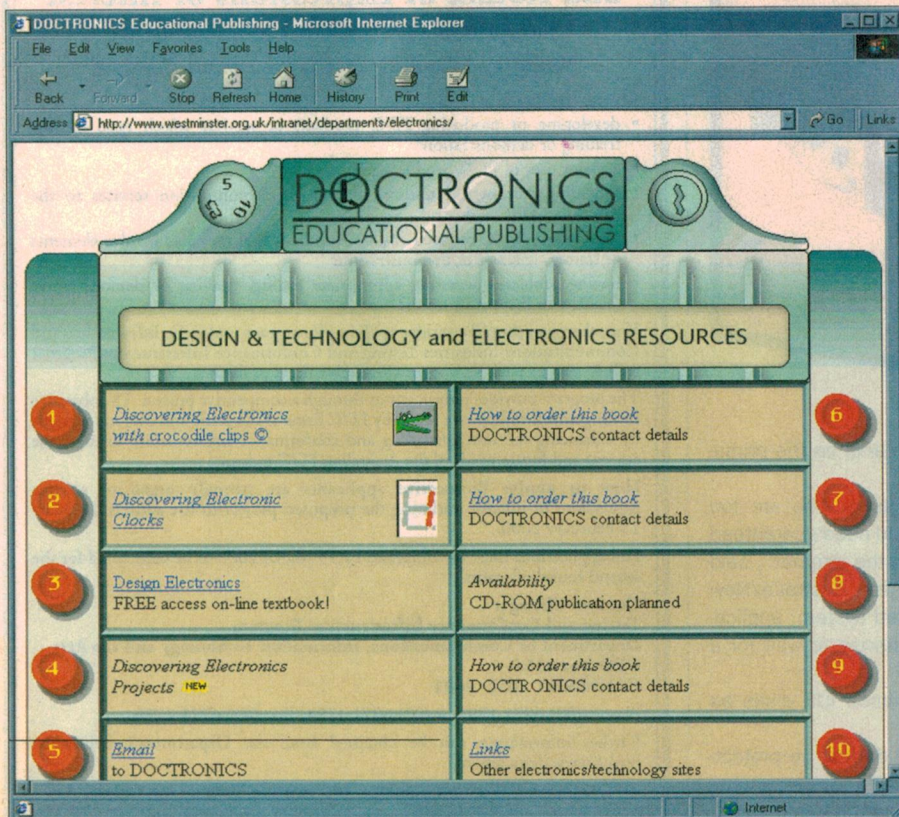 DOCTRONICS Educational Publishing - Microsoft Internet Explorer
File Edit View Favorites Tools Help
Back Forward Stop Refresh Home History Print Edit
Address http://www.westminster.org.uk/intranet/departments/electronics/ Go Links
5 10 25
DOCTRONICS
EDUCATIONAL PUBLISHING
DESIGN & TECHNOLOGY and ELECTRONICS RESOURCES
1
Discovering Electronics
with crocodile clips ©
How to order this book
DOCTRONICS contact details
6
2
Discovering Electronic
Clocks
How to order this book
DOCTRONICS contact details
7
3
Design Electronics
FREE access on-line textbook!
Availability
CD-ROM publication planned
8
4
Discovering Electronics
Projects NEW
How to order this book
DOCTRONICS contact details
9
5
Email
to DOCTRONICS
Links
Other electronics/technology sites
10
Internet